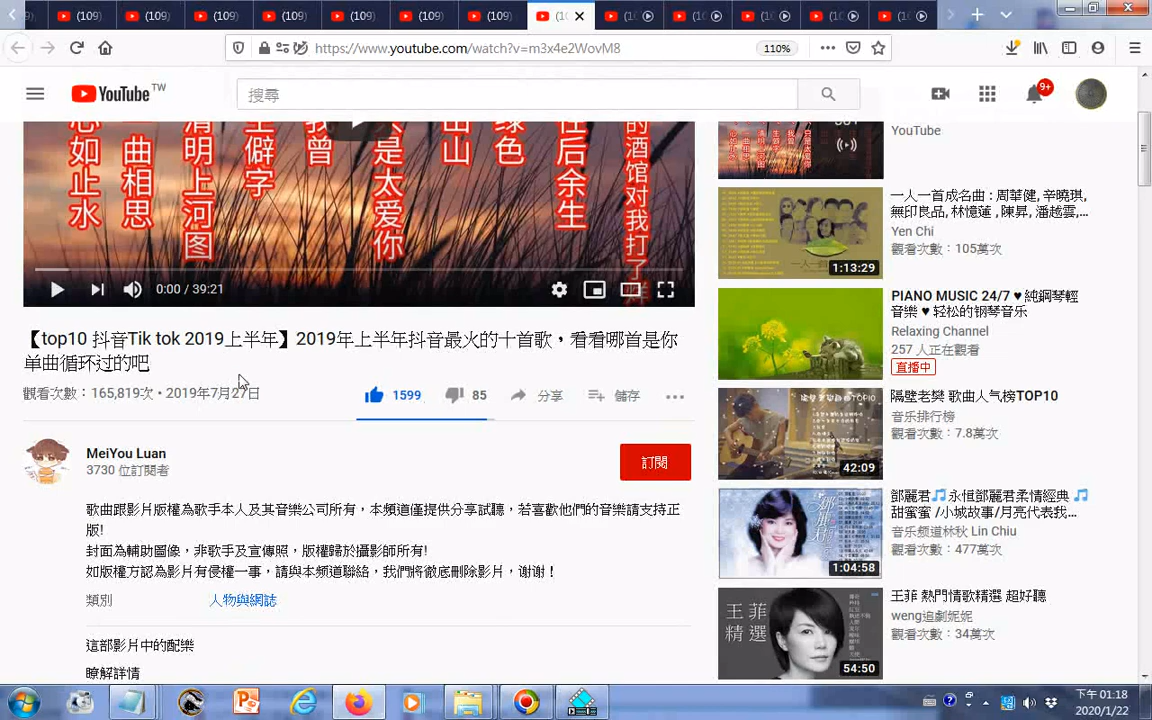 (109)
(109)
(109)
(109)
(109)
(109)
(109)
https://www.youtube.com/watch?v=m3x4e2WovM8
110%
YouTube TW
搜尋
9+
心如止水
曲相思
清明上河图
生僻字
我曾
只是太爱你
山山
绿色
往后余生
的酒馆对我打了烊
0:00 / 39:21
【top10 抖音Tik tok 2019上半年】2019年上半年抖音最火的十首歌，看看哪首是你
单曲循环过的吧
觀看次數：165,819次 • 2019年7月27日
1599
85
分享
儲存
MeiYou Luan
3730 位訂閱者
訂閱
歌曲跟影片版權為歌手本人及其音樂公司所有，本頻道僅提供分享試聽，若喜歡他們的音樂請支持正
版!
封面為輔助圖像，非歌手及宣傳照，版權歸於攝影師所有!
如版權方認為影片有侵權一事，請與本頻道聯絡，我們將徹底刪除影片，谢谢！
類別
人物與網誌
這部影片中的配樂
瞭解詳情
YouTube
一人一首成名曲 : 周華健, 辛曉琪,
無印良品, 林憶蓮 , 陳昇, 潘越雲,...
Yen Chi
觀看次數：105萬次
1:13:29
PIANO MUSIC 24/7 ♥ 純鋼琴輕
音樂 ♥ 轻松的钢琴音乐
Relaxing Channel
257 人正在觀看
直播中
隔壁老樊 歌曲人气榜TOP10
音乐排行榜
觀看次數：7.8萬次
42:09
鄧麗君🎵永恒鄧麗君柔情經典 🎵
甜蜜蜜 /小城故事/月亮代表我...
音乐频道林秋 Lin Chiu
觀看次數：477萬次
1:04:58
王菲 熱門情歌精選 超好聽
weng追劇妮妮
觀看次數：34萬次
王菲
精選
54:50
下午 01:18
2020/1/22